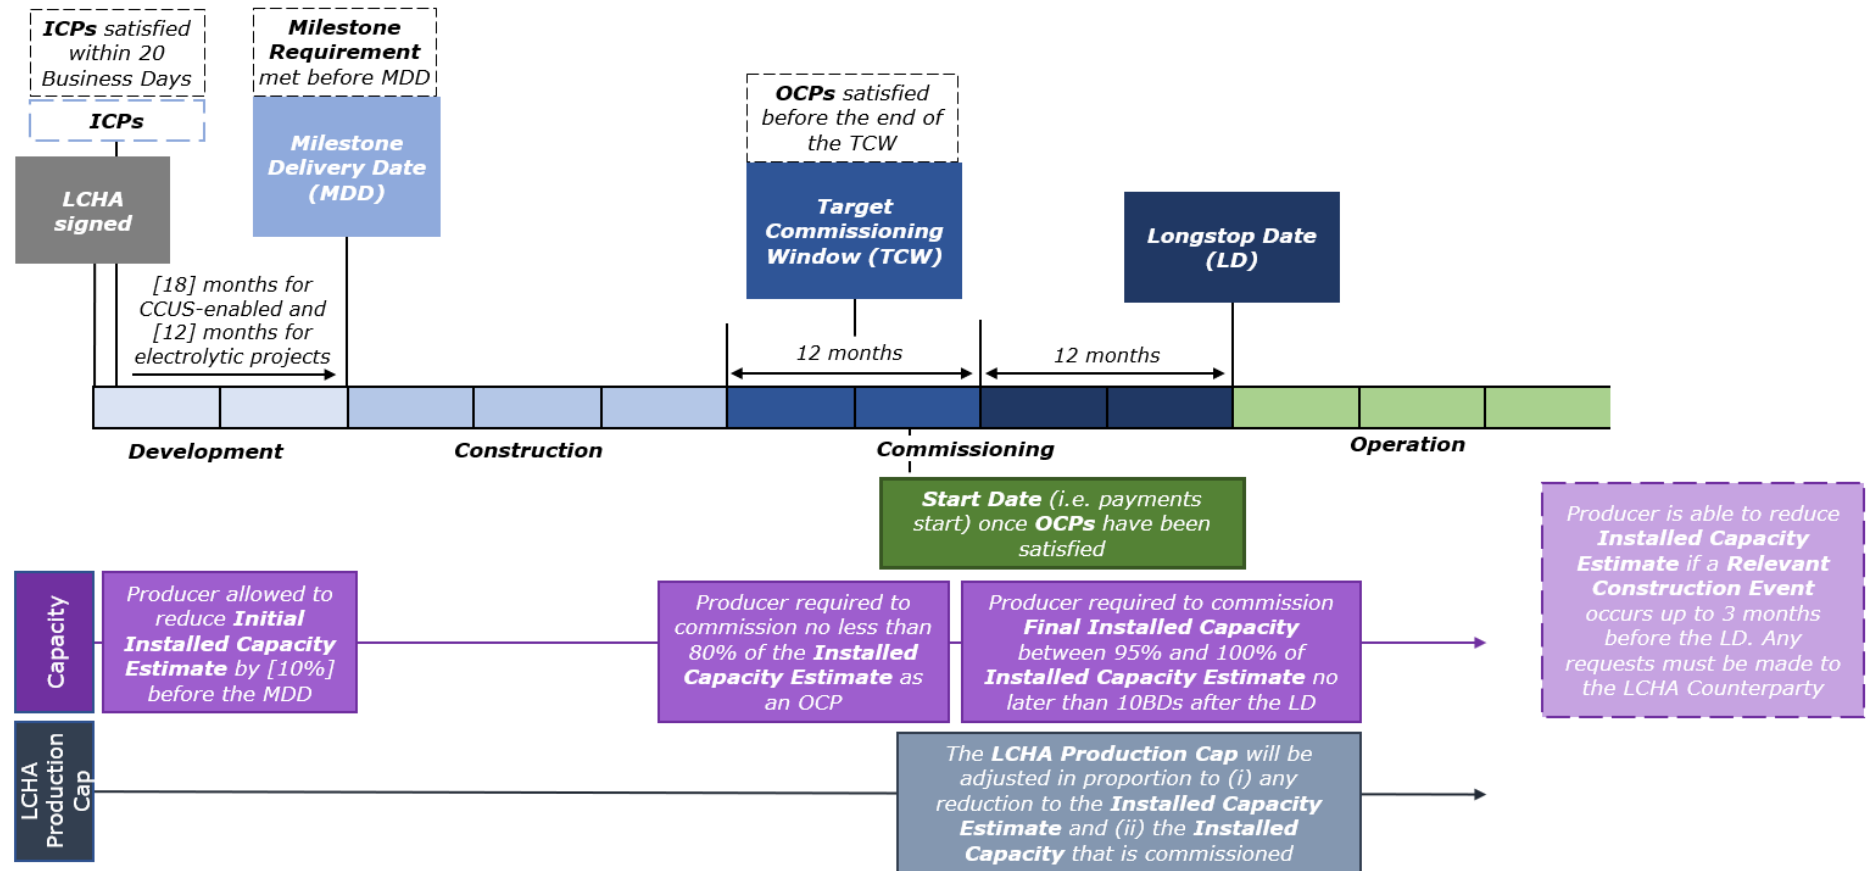 ICPs satisfied
within 20
Business Days
ICPs
LCHA
signed
Milestone
Requirement
met before MDD
Milestone
Delivery Date
(MDD)
OCPs satisfied
before the end of
the TCW
Target
Commissioning
Window (TCW)
Longstop Date
(LD)
[18] months for
CCUS-enabled and
[12] months for
electrolytic projects
12 months
12 months
Development
Construction
Commissioning
Operation
Start Date (i.e. payments
start) once OCPs have been
satisfied
Capacity
Producer allowed to
reduce Initial
Installed Capacity
Estimate by [10%]
before the MDD
Producer required to
commission no less than
80% of the Installed
Capacity Estimate as
an OCP
Producer required to commission
Final Installed Capacity
between 95% and 100% of
Installed Capacity Estimate no
later than 10BDs after the LD
Producer is able to reduce
Installed Capacity
Estimate if a Relevant
Construction Event
occurs up to 3 months
before the LD. Any
requests must be made to
the LCHA Counterparty
LCHA
Production
Cap
The LCHA Production Cap will be
adjusted in proportion to (i) any
reduction to the Installed Capacity
Estimate and (ii) the Installed
Capacity that is commissioned